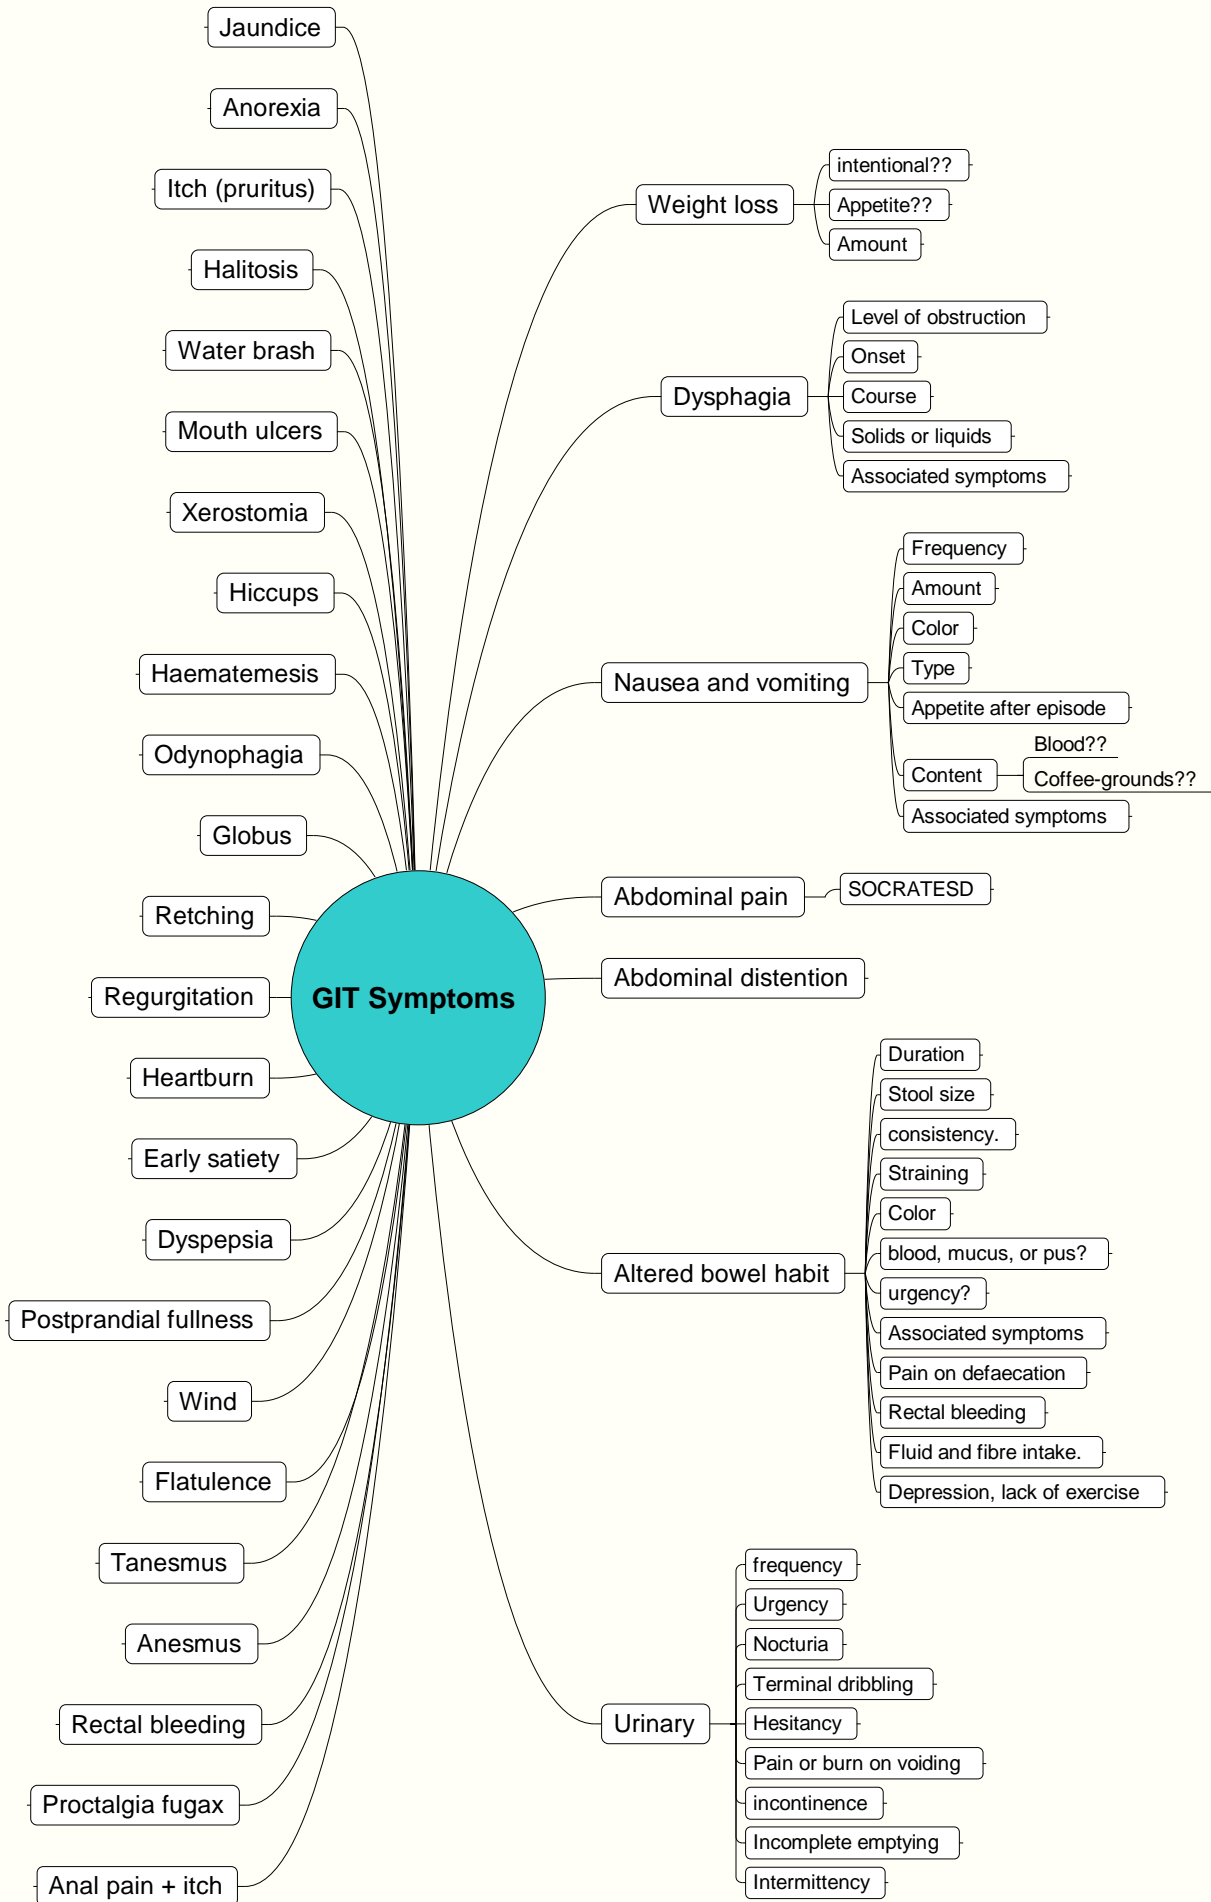 Jaundice
Anorexia
Itch (pruritus)
Halitosis
Water brash
Mouth ulcers
Xerostomia
Hiccups
Haematemesis
Odynophagia
Globus
Retching
Regurgitation
Heartburn
Early satiety
Dyspepsia
Postprandial fullness
Wind
Flatulence
Tanesmus
Anesmus
Rectal bleeding
Proctalgia fugax
Anal pain + itch
GIT Symptoms
Weight loss
intentional??
Appetite??
Amount
Dysphagia
Level of obstruction
Onset
Course
Solids or liquids
Associated symptoms
Nausea and vomiting
Frequency
Amount
Color
Type
Appetite after episode
Content
Blood??
Coffee-grounds??
Associated symptoms
Abdominal pain
SOCRATESD
Abdominal distention
Altered bowel habit
Duration
Stool size
consistency.
Straining
Color
blood, mucus, or pus?
urgency?
Associated symptoms
Pain on defaecation
Rectal bleeding
Fluid and fibre intake.
Depression, lack of exercise
Urinary
frequency
Urgency
Nocturia
Terminal dribbling
Hesitancy
Pain or burn on voiding
incontinence
Incomplete emptying
Intermittency